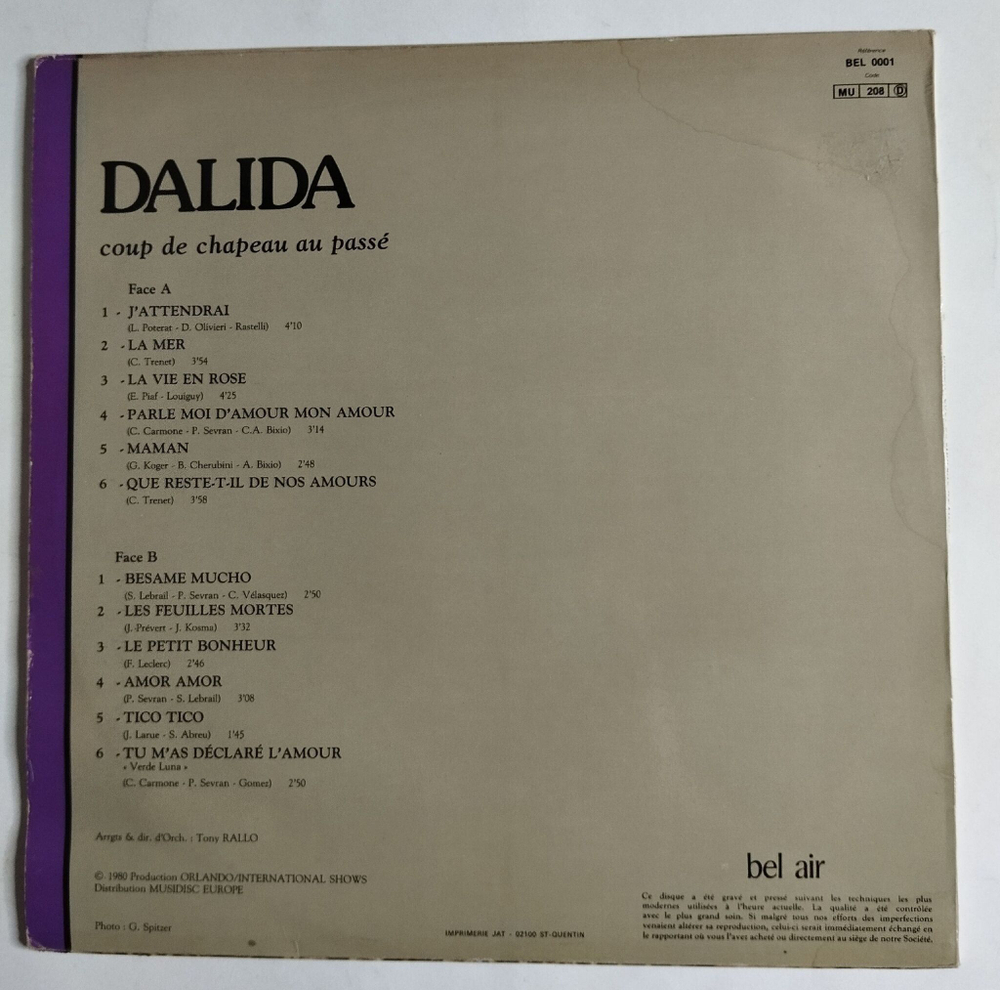 Référence
BEL 0001
Code
MU 208 Ⓓ
DALIDA
coup de chapeau au passé
Face A
1 - J'ATTENDRAI
(L. Poterat - D. Olivieri - Rastelli) 4'10
2 - LA MER
(C. Trenet) 3'54
3 - LA VIE EN ROSE
(E. Piaf - Louiguy) 4'25
4 - PARLE MOI D'AMOUR MON AMOUR
(C. Carmone - P. Sevran - C.A. Bixio) 3'14
5 - MAMAN
(G. Koger - B. Cherubini - A. Bixio) 2'48
6 - QUE RESTE-T-IL DE NOS AMOURS
(C. Trenet) 3'58
Face B
1 - BESAME MUCHO
(S. Lebrail - P. Sevran - C. Vélasquez) 2'50
2 - LES FEUILLES MORTES
(J. Prévert - J. Kosma) 3'32
3 - LE PETIT BONHEUR
(F. Leclerc) 2'46
4 - AMOR AMOR
(P. Sevran - S. Lebrail) 3'08
5 - TICO TICO
(J. Larue - S. Abreu) 1'45
6 - TU M'AS DÉCLARÉ L'AMOUR
« Verde Luna »
(C. Carmone - P. Sevran - Gomez) 2'50
Arrgts & dir. d'Orch. : Tony RALLO
© 1980 Production ORLANDO/INTERNATIONAL SHOWS
Distribution MUSIDISC EUROPE
Photo : G. Spitzer
IMPRIMERIE JAT - 02100 ST-QUENTIN
bel air
Ce disque a été gravé et pressé suivant les techniques les plus
modernes utilisées à l'heure actuelle. La qualité a été contrôlée
avec le plus grand soin. Si malgré tous nos efforts des imperfections
venaient altérer sa reproduction, celui-ci serait immédiatement échangé en
le rapportant où vous l'avez acheté ou directement au siège de notre Société.